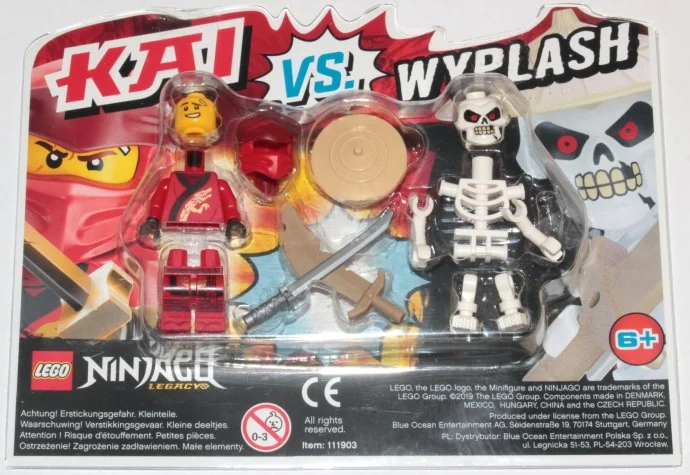 KAI VS. WYPLASH
6+
LEGO NINJAGO
LEGACY
Achtung! Erstickungsgefahr. Kleinteile.
Waarschuwing! Verstikkingsgevaar. Kleine deeltjes.
Attention ! Risque d'étouffement. Petites pièces.
Ostrzeżenie! Zagrożenie zadławieniem. Małe elementy.
0-3
CE
All rights
reserved.
Item: 111903
LEGO, the LEGO logo, the Minifigure and NINJAGO are trademarks of the
LEGO Group. ©2019 The LEGO Group. Components made in DENMARK,
MEXICO, HUNGARY, CHINA and the CZECH REPUBLIC.
Produced under license from the LEGO Group.
Blue Ocean Entertainment AG, Seidenstraße 19, 70174 Stuttgart, Germany
PL: Dystrybutor: Blue Ocean Entertainment Polska Sp. z o.o.,
ul. Legnicka 51-53, PL-54-203 Wrocław.